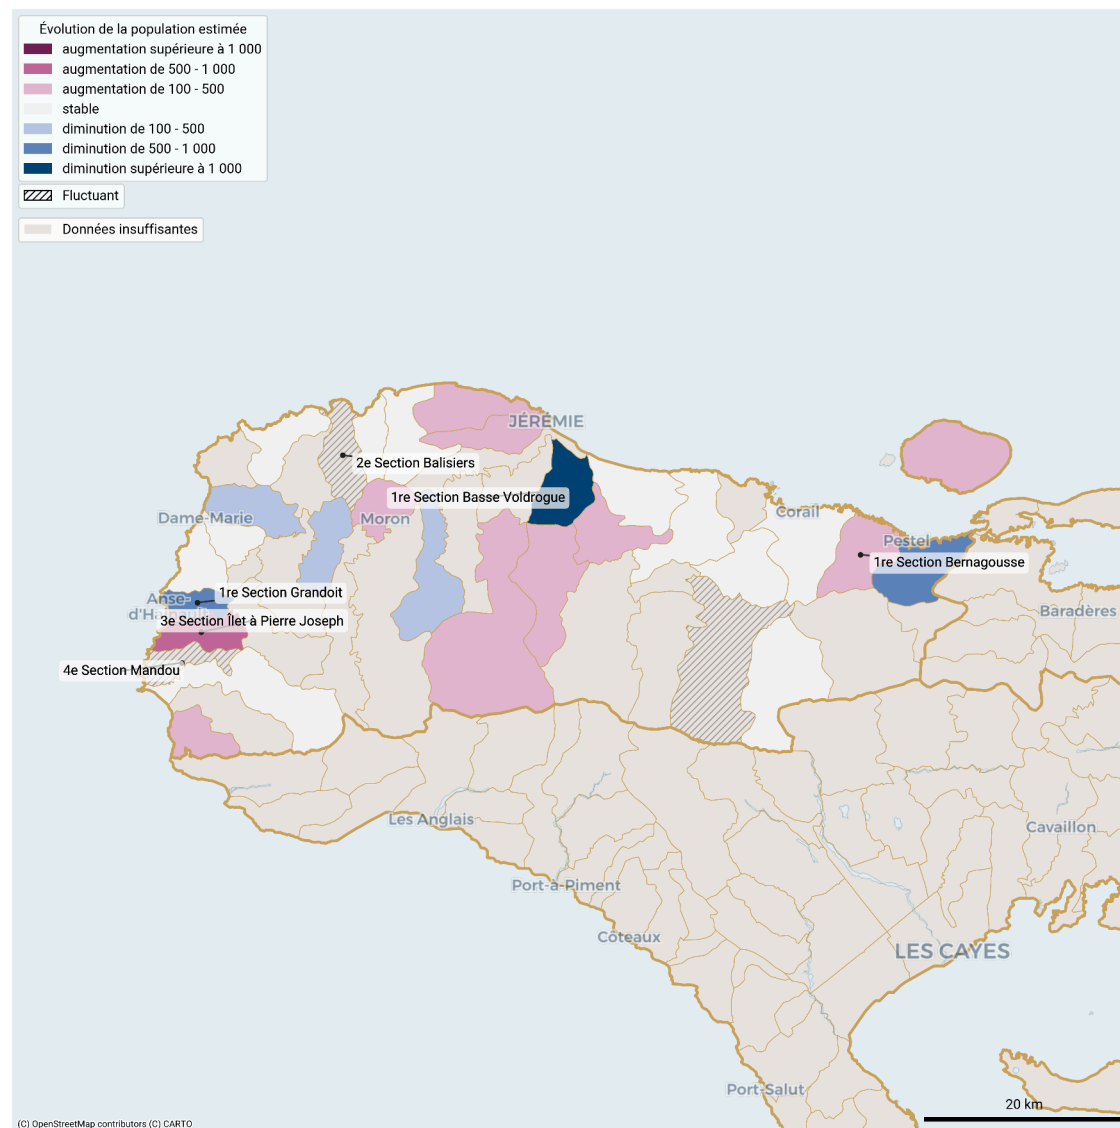 Évolution de la population estimée
augmentation supérieure à 1 000
augmentation de 500 - 1 000
augmentation de 100 - 500
stable
diminution de 100 - 500
diminution de 500 - 1 000
diminution supérieure à 1 000
Fluctuant
Données insuffisantes
JÉRÉMIE
2e Section Balisiers
1re Section Basse Voldrogue
Dame-Marie
Moron
Corail
Pestel
1re Section Bernagousse
1re Section Grandoit
Anse-
d'Hainault
3e Section Îlet à Pierre Joseph
Baradères
4e Section Mandou
Les Anglais
Cavaillon
Port-à-Piment
Côteaux
LES CAYES
Port-Salut
20 km
(C) OpenStreetMap contributors (C) CARTO